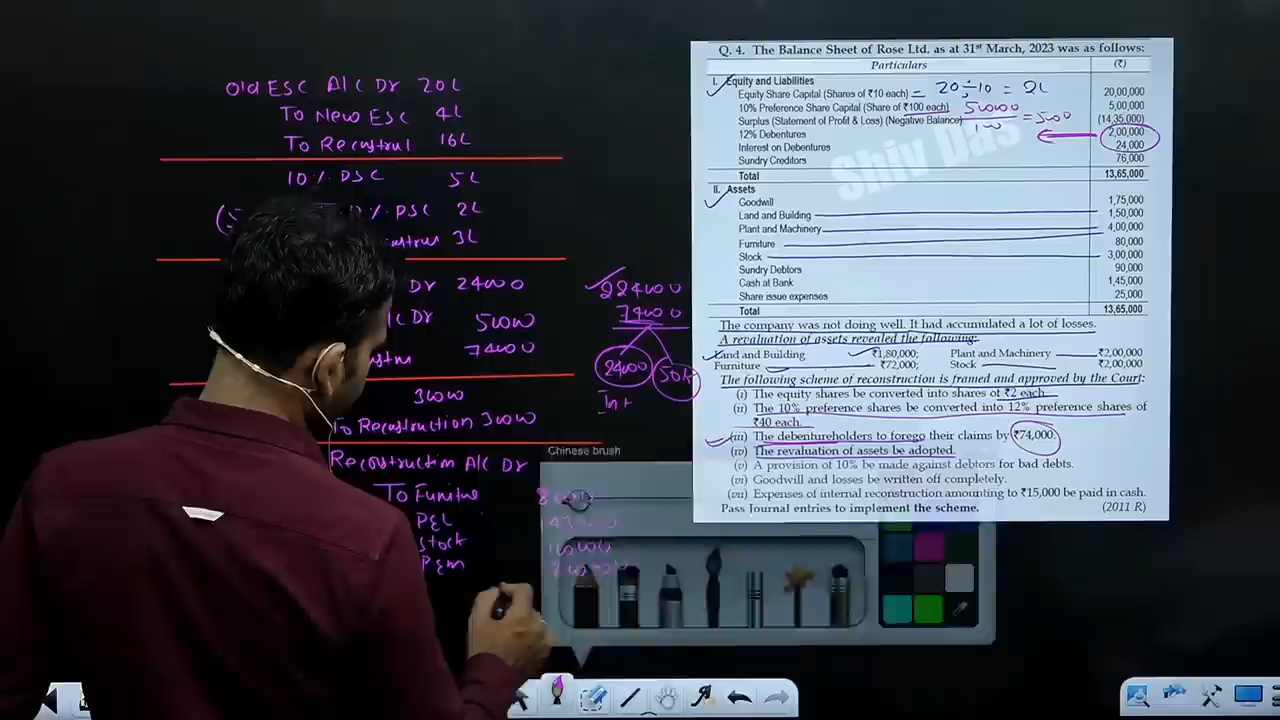 Old ESC A/C Dr 20L
To New ESC 4L
To Reconstruc 16L
10 % PSC 5L
% PSC 2L
3L
Dr 24000
/C Dr 50000
74000
30000
To Reconstruction 30000
Reconstruction A/C Dr
To Furniture
P&L
Stock
P&M
224000
74000
24000
50K
Int
Q. 4. The Balance Sheet of Rose Ltd. as at 31st March, 2023 was as follows:
Particulars (₹)
I. Equity and Liabilities
Equity Share Capital (Shares of ₹10 each) = 20÷10 = 2L 20,00,000
10% Preference Share Capital (Share of ₹100 each) 500000 5,00,000
Surplus (Statement of Profit & Loss) (Negative Balance) 100 = 5000 (14,35,000)
12% Debentures 2,00,000
Interest on Debentures 24,000
Sundry Creditors 76,000
Total 13,65,000
II. Assets
Goodwill 1,75,000
Land and Building 1,50,000
Plant and Machinery 4,00,000
Furniture 80,000
Stock 3,00,000
Sundry Debtors 90,000
Cash at Bank 1,45,000
Share issue expenses 25,000
Total 13,65,000
Shiv Das
The company was not doing well. It had accumulated a lot of losses.
A revaluation of assets revealed the following:
Land and Building ₹1,80,000; Plant and Machinery ₹2,00,000
Furniture ₹72,000; Stock ₹2,00,000
The following scheme of reconstruction is framed and approved by the Court:
(i) The equity shares be converted into shares of ₹2 each.
(ii) The 10% preference shares be converted into 12% preference shares of
₹40 each.
(iii) The debentureholders to forego their claims by ₹74,000.
(iv) The revaluation of assets be adopted.
(v) A provision of 10% be made against debtors for bad debts.
(vi) Goodwill and losses be written off completely.
(vii) Expenses of internal reconstruction amounting to ₹15,000 be paid in cash.
Pass Journal entries to implement the scheme. (2011 R)
Chinese brush